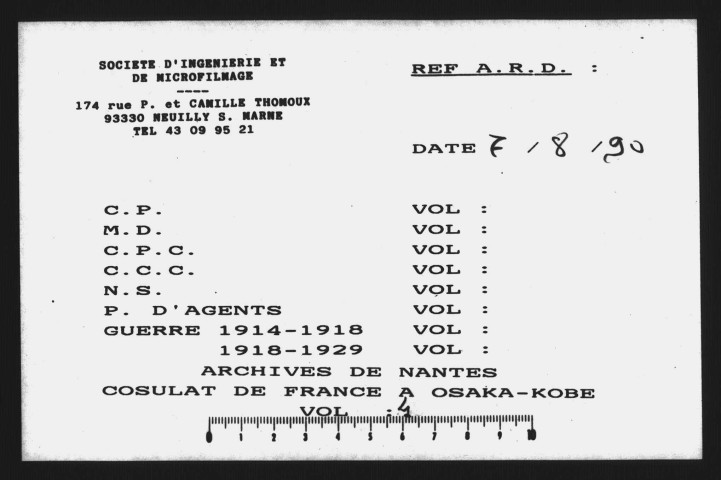 SOCIETE D'INGENIERIE ET
DE MICROFILMAGE
----
174 rue P. et CAMILLE THOMOUX
93330 NEUILLY S. MARNE
TEL 43 09 95 21
REF A.R.D. :
DATE 7 / 8 / 90
C.P. VOL :
M.D. VOL :
C.P.C. VOL :
C.C.C. VOL :
N.S. VOL :
P. D'AGENTS VOL :
GUERRE 1914-1918 VOL :
1918-1929 VOL :
ARCHIVES DE NANTES
COSULAT DE FRANCE A OSAKA-KOBE
VOL : 4
0 1 2 3 4 5 6 7 8 9 10